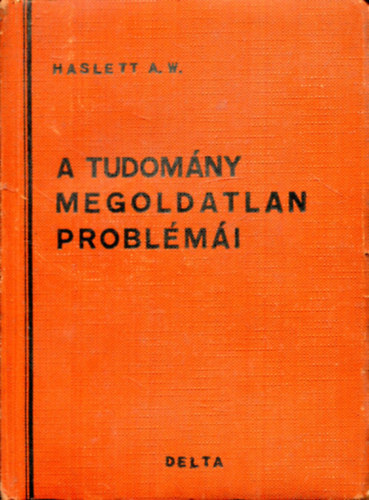 HASLETT A.W.
A TUDOMÁNY
MEGOLDATLAN
PROBLÉMÁI
DELTA